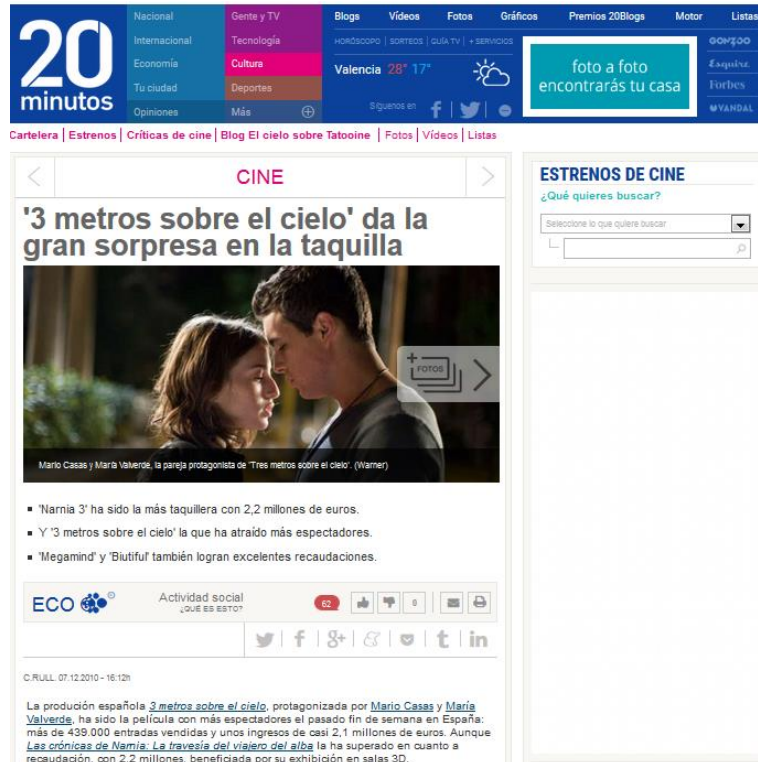 20
minutos
Nacional
Internacional
Economía
Tu ciudad
Opiniones
Gente y TV
Tecnología
Cultura
Deportes
Más
Blogs Vídeos Fotos Gráficos Premios 20Blogs Motor Listas
HORÓSCOPO | SORTEOS | GUÍA TV | + SERVICIOS
Valencia 28° 17°
Síguenos en
foto a foto
encontrarás tu casa
GONZOO
Esquire
Forbes
VANDAL
Cartelera | Estrenos | Críticas de cine | Blog El cielo sobre Tatooine | Fotos | Vídeos | Listas
CINE
'3 metros sobre el cielo' da la
gran sorpresa en la taquilla
+
FOTOS
Mario Casas y María Valverde, la pareja protagonista de 'Tres metros sobre el cielo'. (Warner)
'Narnia 3' ha sido la más taquillera con 2,2 millones de euros.
Y '3 metros sobre el cielo' la que ha atraído más espectadores.
'Megamind' y 'Biutiful' también logran excelentes recaudaciones.
ECO
Actividad social
¿QUÉ ES ESTO?
62
0
C.RULL. 07.12.2010 - 16:12h
La produción española 3 metros sobre el cielo, protagonizada por Mario Casas y María
Valverde, ha sido la película con más espectadores el pasado fin de semana en España:
más de 439.000 entradas vendidas y unos ingresos de casi 2,1 millones de euros. Aunque
Las crónicas de Narnia: La travesía del viajero del alba la ha superado en cuanto a
recaudación, con 2,2 millones, beneficiada por su exhibición en salas 3D.
ESTRENOS DE CINE
¿Qué quieres buscar?
Seleccione lo que quiere buscar